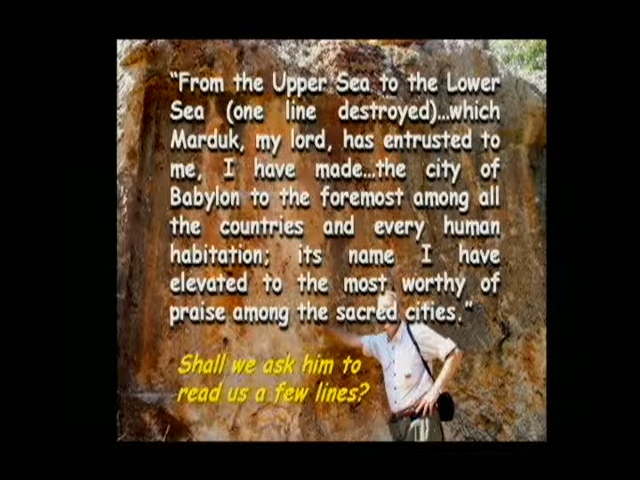 “From the Upper Sea to the Lower
Sea (one line destroyed)…which
Marduk, my lord, has entrusted to
me, I have made…the city of
Babylon to the foremost among all
the countries and every human
habitation; its name I have
elevated to the most worthy of
praise among the sacred cities.”
Shall we ask him to
read us a few lines?